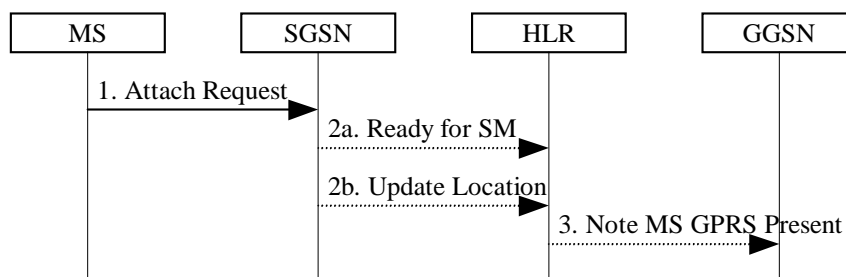 MS SGSN HLR GGSN
1. Attach Request
2a. Ready for SM
2b. Update Location
3. Note MS GPRS Present